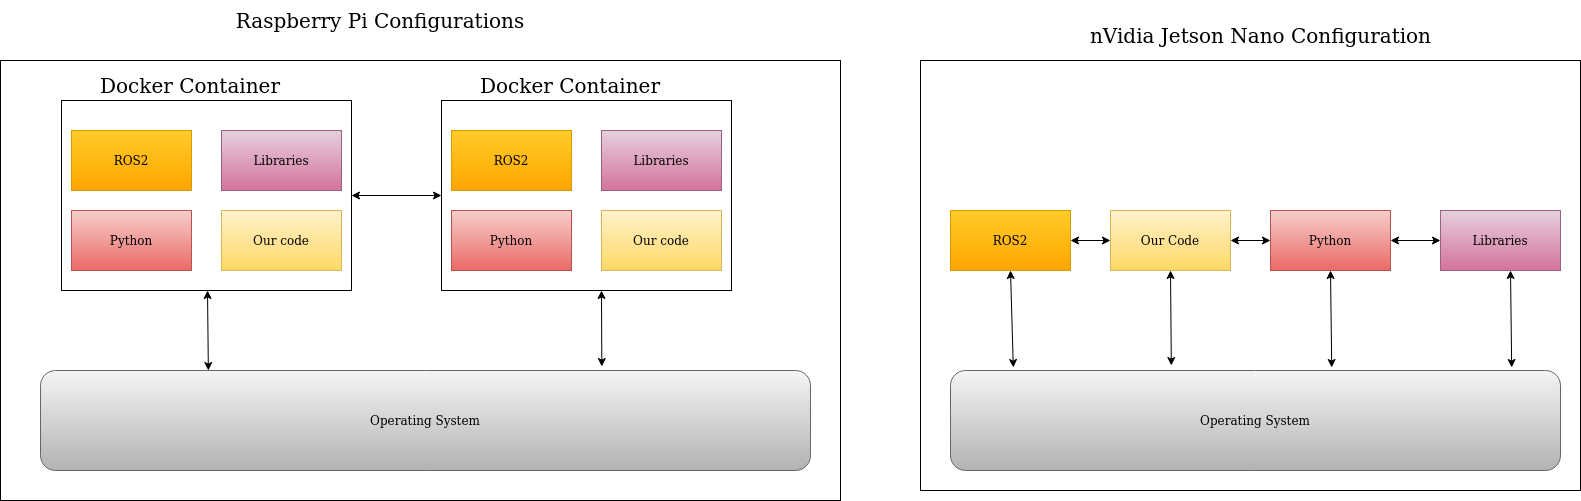 Raspberry Pi Configurations
Docker Container
Docker Container
ROS2
Libraries
Python
Our code
ROS2
Libraries
Python
Our code
Operating System
nVidia Jetson Nano Configuration
ROS2
Our Code
Python
Libraries
Operating System